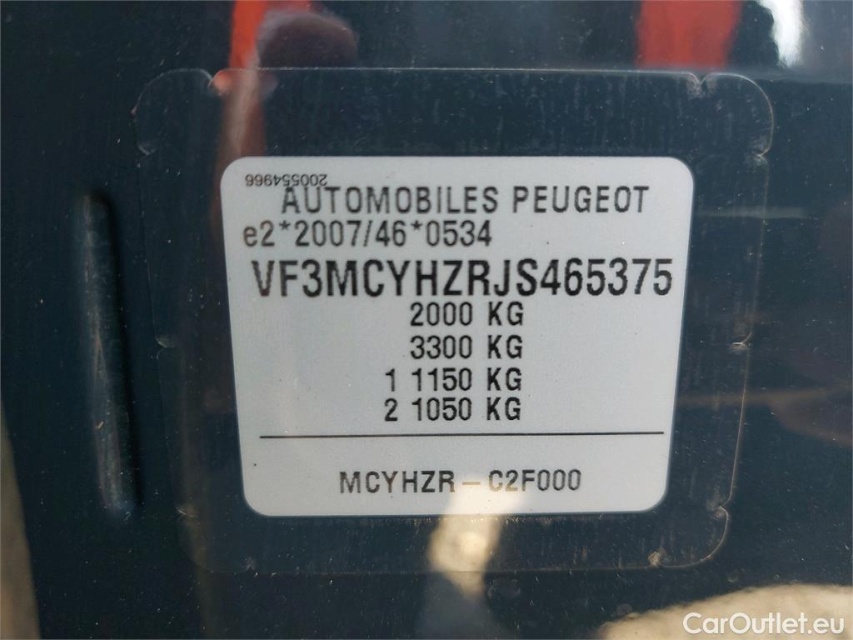 200554966
AUTOMOBILES PEUGEOT
e2*2007/46*0534
VF3MCYHZRJS465375
2000 KG
3300 KG
1 1150 KG
2 1050 KG
MCYHZR - C2F000
CarOutlet.eu